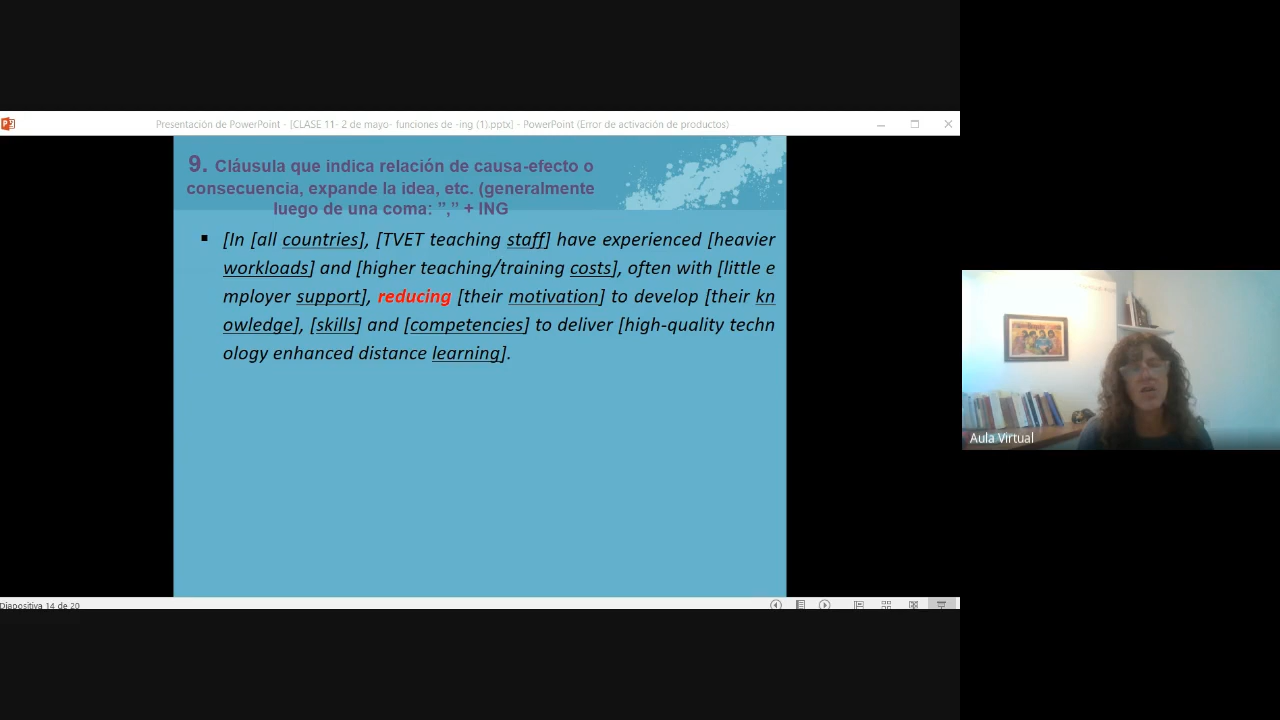 Presentación de PowerPoint - [CLASE 11- 2 de mayo- funciones de -ing (1).pptx] - PowerPoint (Error de activación de productos)
9. Cláusula que indica relación de causa-efecto o
consecuencia, expande la idea, etc. (generalmente
luego de una coma: ”,” + ING
▪ [In [all countries], [TVET teaching staff] have experienced [heavier
workloads] and [higher teaching/training costs], often with [little e
mployer support], reducing [their motivation] to develop [their kn
owledge], [skills] and [competencies] to deliver [high-quality techn
ology enhanced distance learning].
Aula Virtual
Diapositiva 14 de 20